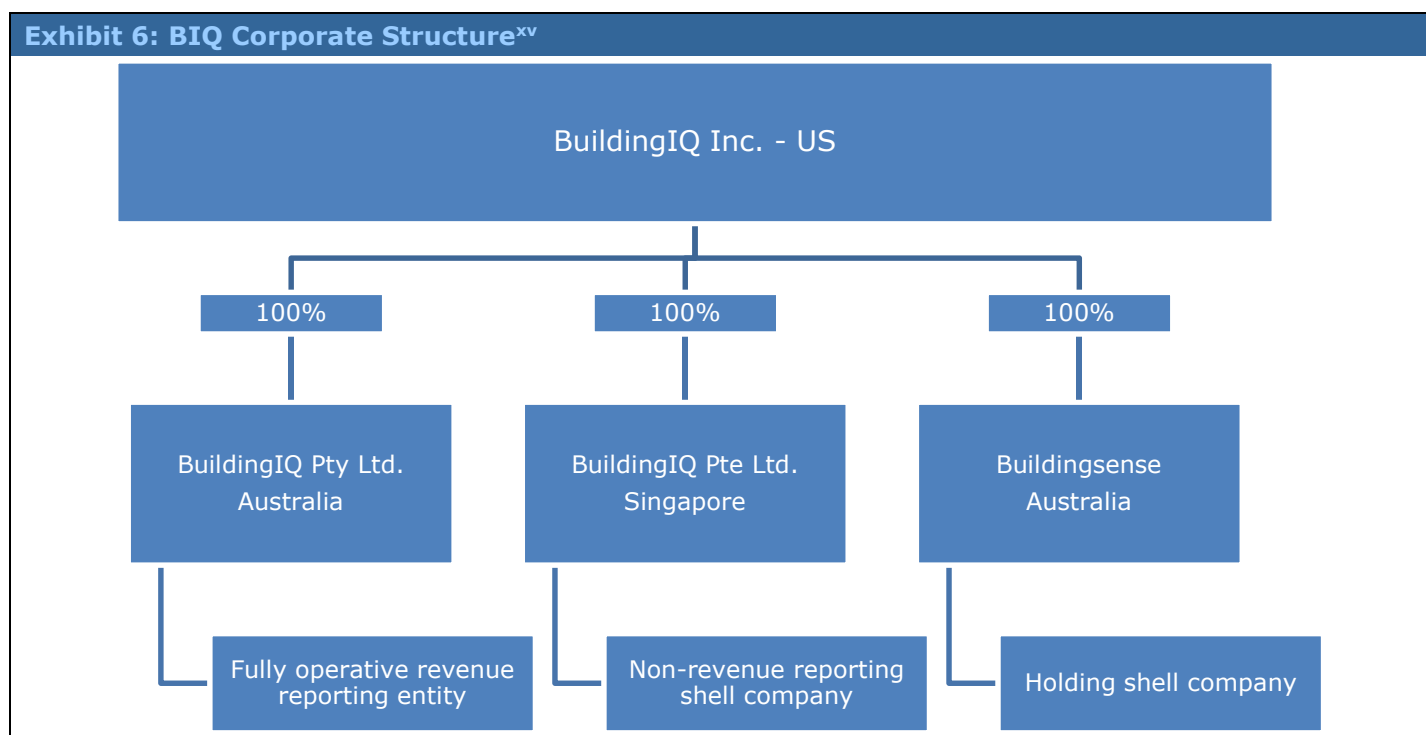 Exhibit 6: BIQ Corporate Structurexv
BuildingIQ Inc. - US
100%
100%
100%
BuildingIQ Pty Ltd.
Australia
BuildingIQ Pte Ltd.
Singapore
Buildingsense
Australia
Fully operative revenue
reporting entity
Non-revenue reporting
shell company
Holding shell company